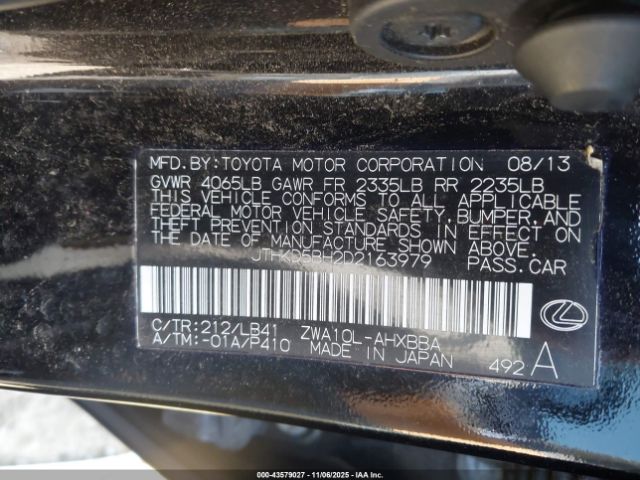 MFD. BY: TOYOTA MOTOR CORPORATION 08/13
GVWR 4065LB GAWR FR 2335LB RR 2235LB
THIS VEHICLE CONFORMS TO ALL APPLICABLE
FEDERAL MOTOR VEHICLE SAFETY, BUMPER, AND
THEFT PREVENTION STANDARDS IN EFFECT ON
THE DATE OF MANUFACTURE SHOWN ABOVE.
JTHKD5BH2D2163979 PASS. CAR
C/TR: 212/LB41 ZWA10L-AHXBBA
A/TM: -01A/P410 MADE IN JAPAN 492 A
000-43579027 - 11/06/2025 - COPYRIGHT IAA, LLC